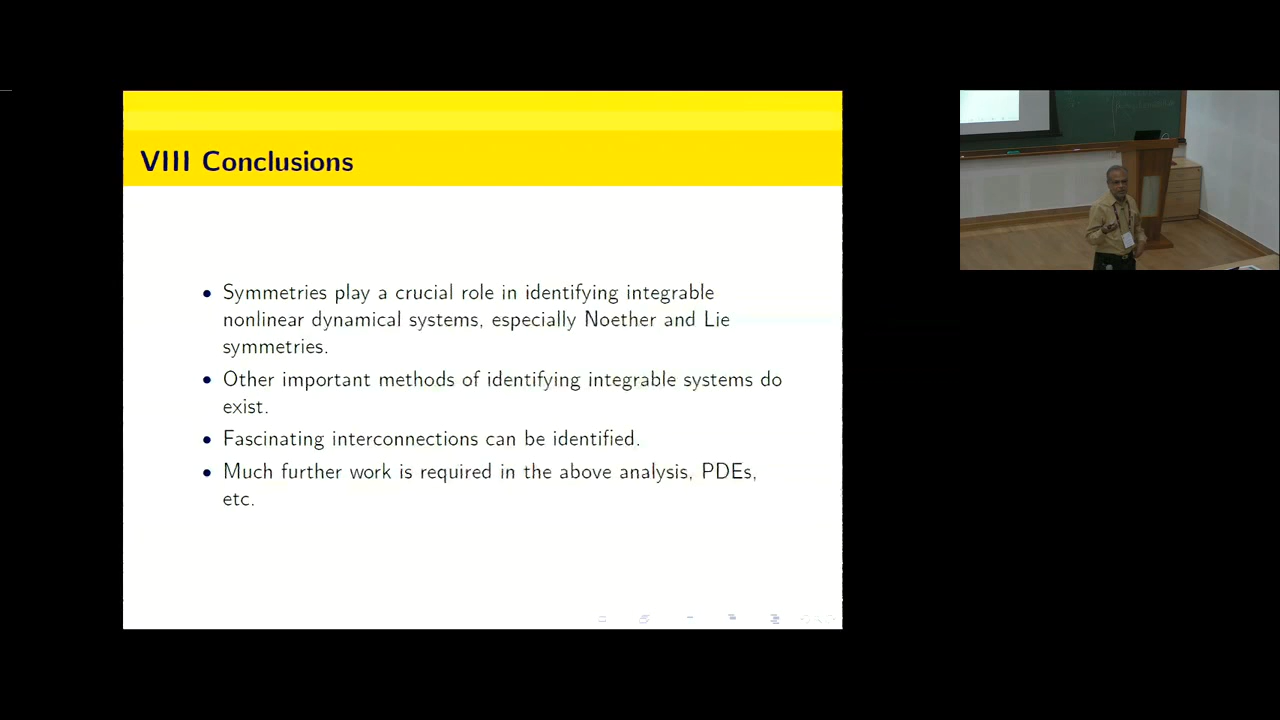 VIII Conclusions
• Symmetries play a crucial role in identifying integrable
nonlinear dynamical systems, especially Noether and Lie
symmetries.
• Other important methods of identifying integrable systems do
exist.
• Fascinating interconnections can be identified.
• Much further work is required in the above analysis, PDEs,
etc.